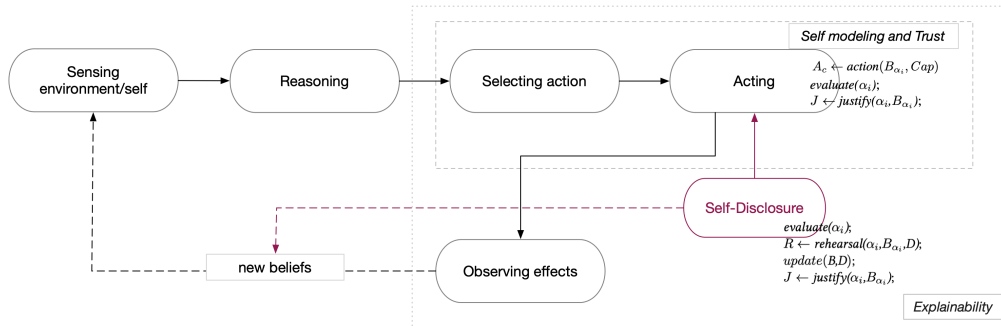 Self modeling and Trust
Sensing
environment/self
Reasoning
Selecting action
Acting
A_c ← action(B_{α_i}, Cap)
evaluate(α_i);
J ← justify(α_i,B_{α_i});
Self-Disclosure
evaluate(α_i);
R ← rehearsal(α_i,B_{α_i},D);
update(B,D);
J ← justify(α_i,B_{α_i};
new beliefs
Observing effects
Explainability